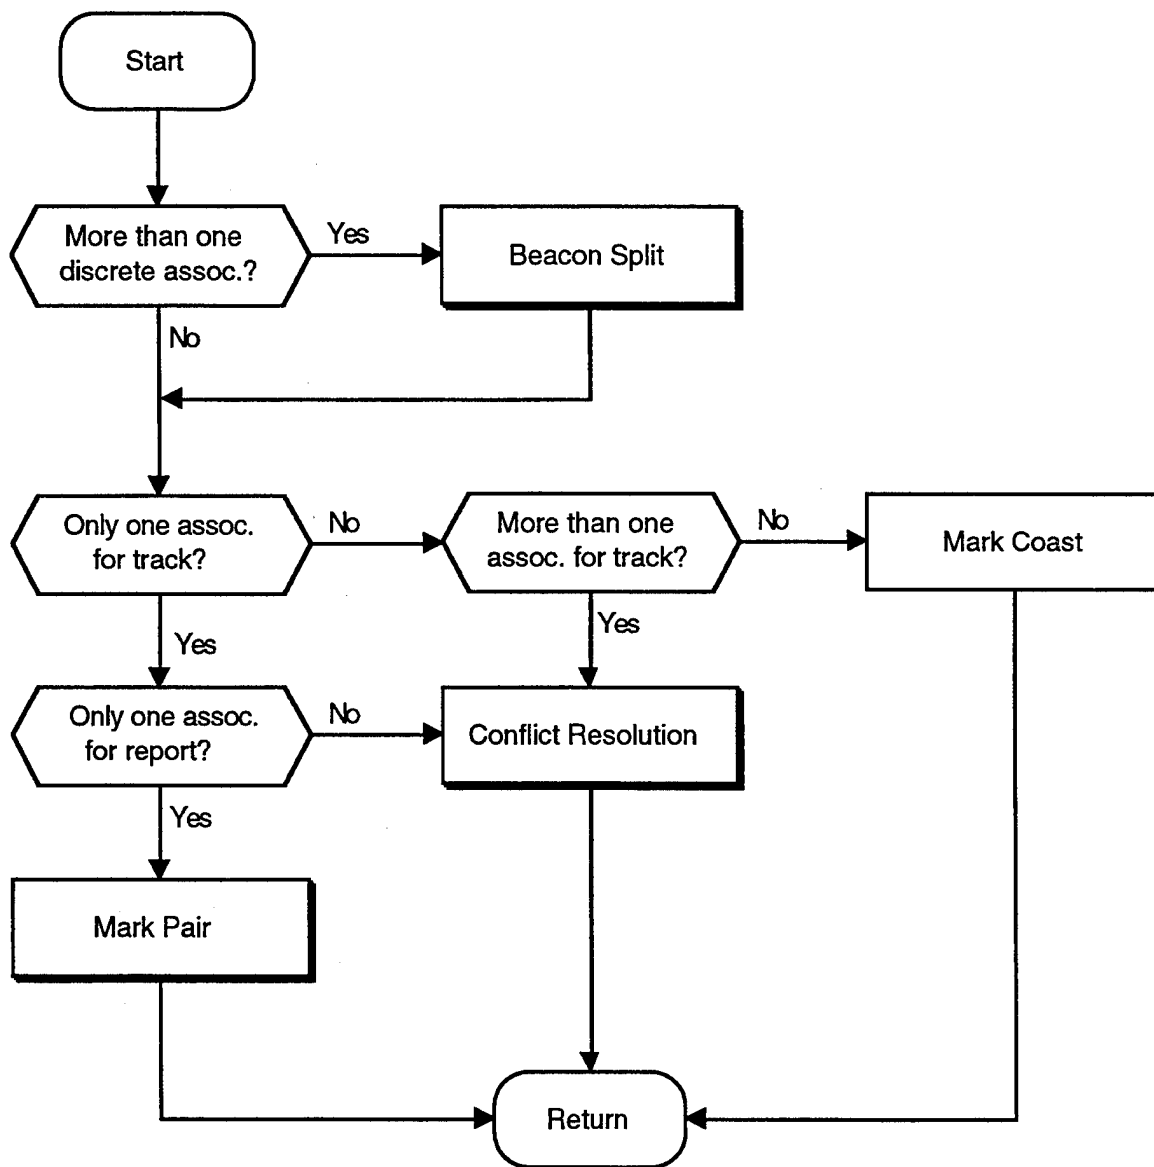 Start
More than one
discrete assoc.?
Yes
Beacon Split
No
Only one assoc.
for track?
No
More than one
assoc. for track?
No
Mark Coast
Yes
Yes
Only one assoc.
for report?
No
Conflict Resolution
Yes
Mark Pair
Return